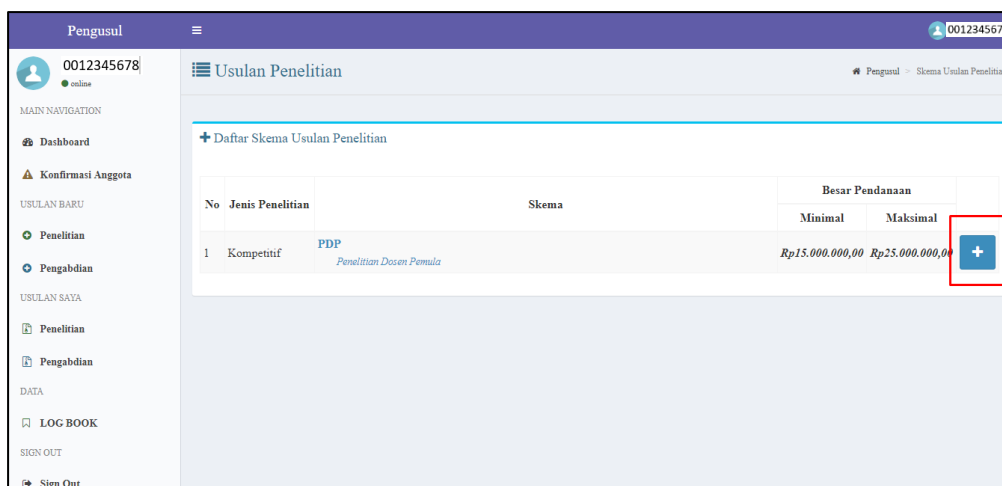 Pengusul
001234567
0012345678
online
MAIN NAVIGATION
Dashboard
Konfirmasi Anggota
USULAN BARU
Penelitian
Pengabdian
USULAN SAYA
Penelitian
Pengabdian
DATA
LOG BOOK
SIGN OUT
Sign Out
Usulan Penelitian
Pengusul > Skema Usulan Penelitia
Daftar Skema Usulan Penelitian
No Jenis Penelitian Skema Besar Pendanaan
Minimal Maksimal
1 Kompetitif PDP Rp15.000.000,00 Rp25.000.000,00
Penelitian Dosen Pemula